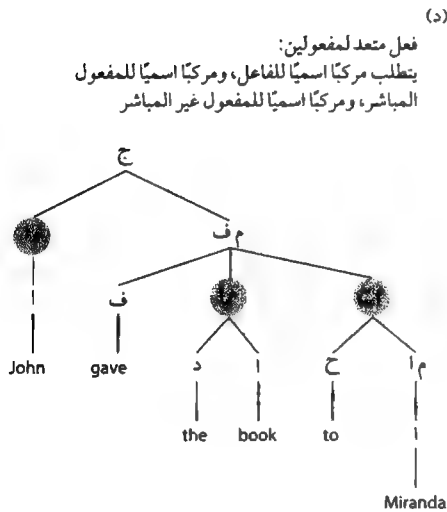 (د)
فعل متعد لمفعولين:
يتطلب مركبًا اسميًا للفاعل، ومركبًا اسميًا للمفعول
المباشر، ومركبًا اسميًا للمفعول غير المباشر
ج
م ف
ا
ف
د ا ح م ا
John gave
the book to
ا
Miranda